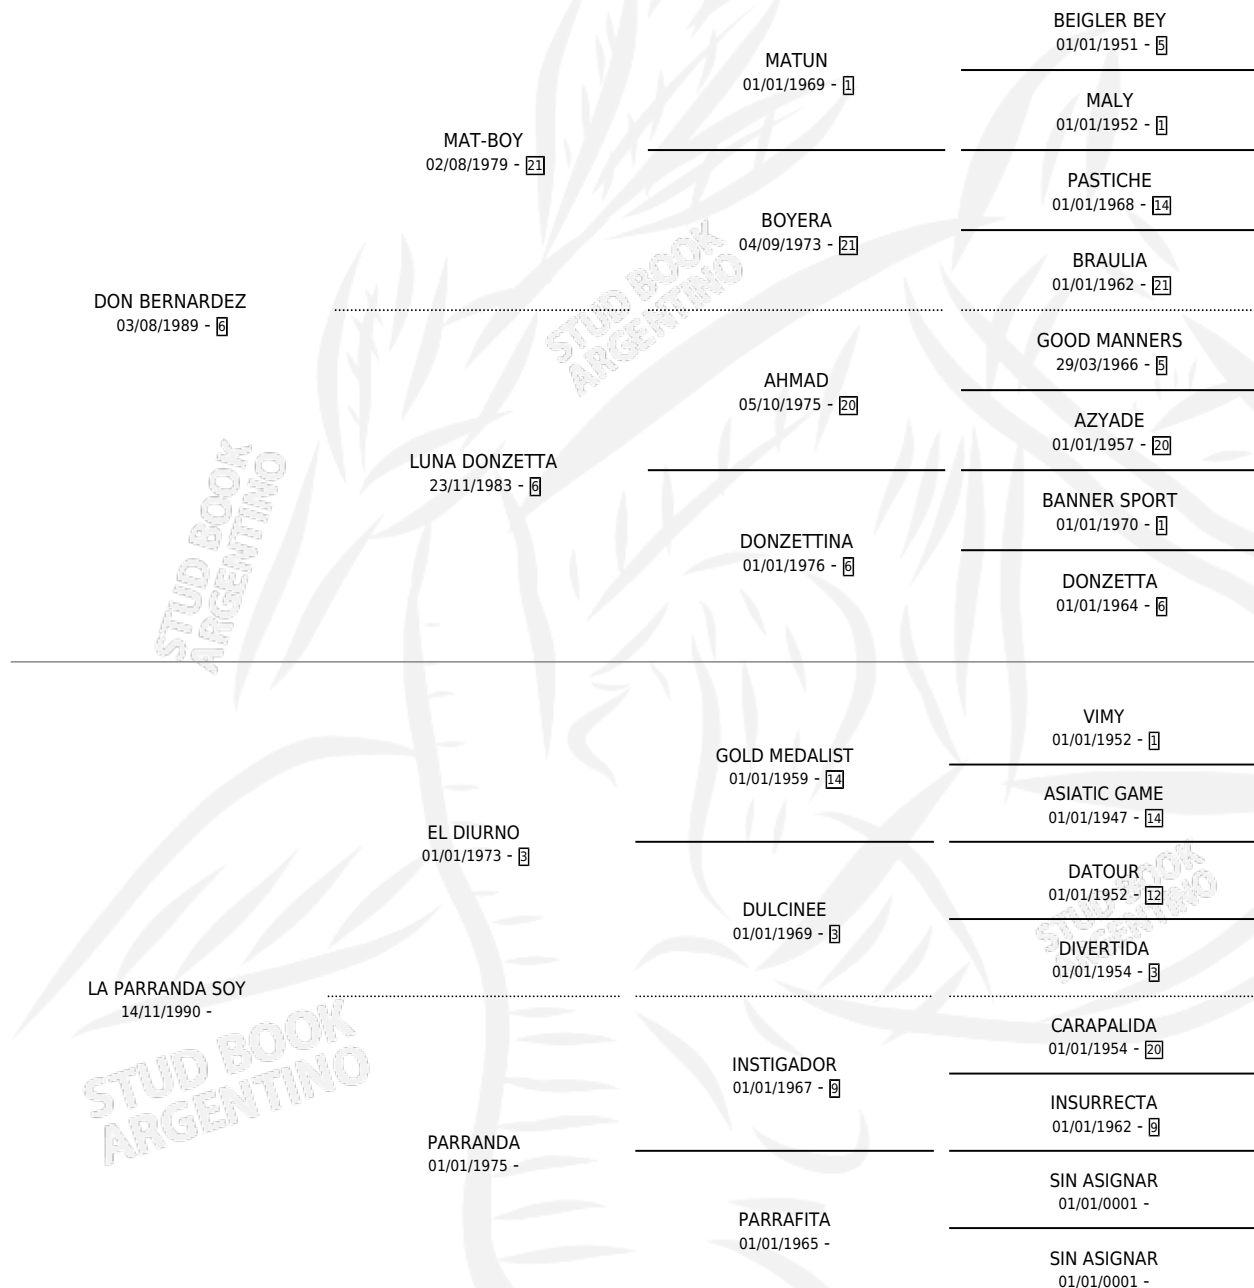 BEIGLER BEY
01/01/1951 - 5
MATUN
01/01/1969 - 1
MALY
01/01/1952 - 1
MAT-BOY
02/08/1979 - 21
PASTICHE
01/01/1968 - 14
BOYERA
04/09/1973 - 21
BRAULIA
01/01/1962 - 21
DON BERNARDEZ
03/08/1989 - 6
GOOD MANNERS
29/03/1966 - 5
AHMAD
05/10/1975 - 20
AZYADE
01/01/1957 - 20
LUNA DONZETTA
23/11/1983 - 6
BANNER SPORT
01/01/1970 - 1
DONZETTINA
01/01/1976 - 6
DONZETTA
01/01/1964 - 6
STUD BOOK
ARGENTINO
STUD BOOK
ARGENTINO
VIMY
01/01/1952 - 1
GOLD MEDALIST
01/01/1959 - 14
ASIATIC GAME
01/01/1947 - 14
EL DIURNO
01/01/1973 - 3
DATOUR
01/01/1952 - 12
DULCINEE
01/01/1969 - 3
DIVERTIDA
01/01/1954 - 3
LA PARRANDA SOY
14/11/1990 -
CARAPALIDA
01/01/1954 - 20
INSTIGADOR
01/01/1967 - 9
INSURRECTA
01/01/1962 - 9
PARRANDA
01/01/1975 -
SIN ASIGNAR
01/01/0001 -
PARRAFITA
01/01/1965 -
SIN ASIGNAR
01/01/0001 -
STUD BOOK
ARGENTINO
STUD BOOK
ARGENTINO